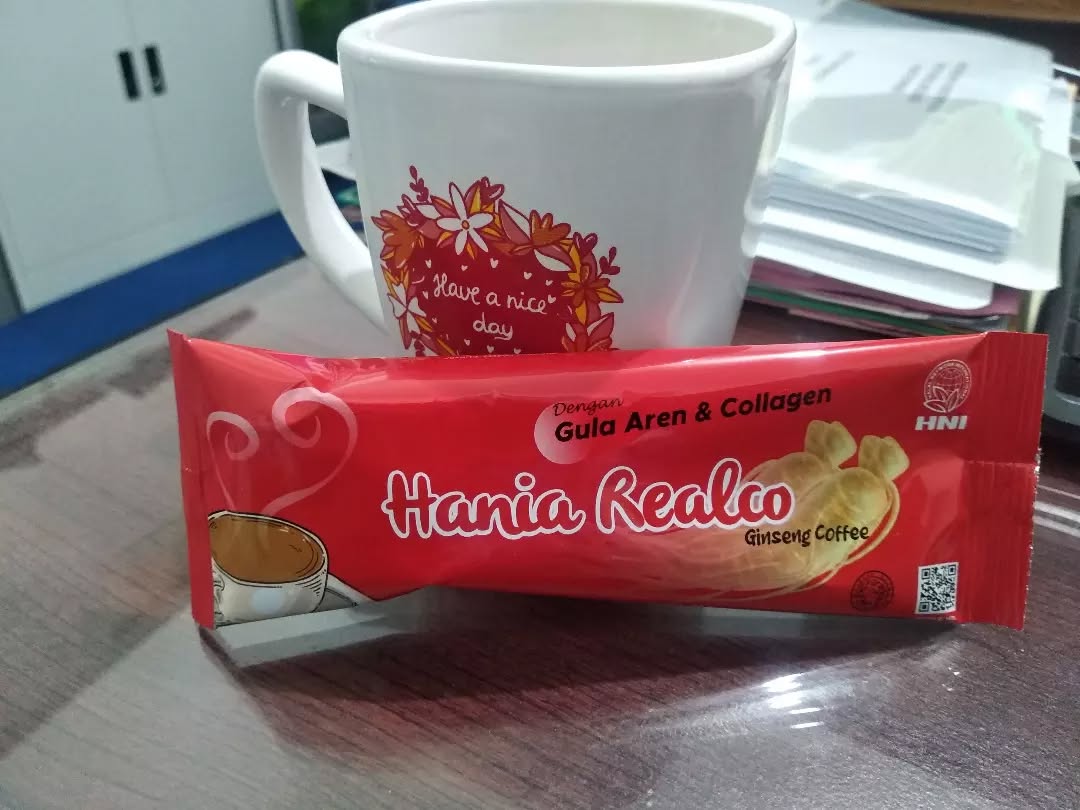 Have a nice
day
Dengan
Gula Aren & Collagen
HNI
Hania Realco
Ginseng Coffee